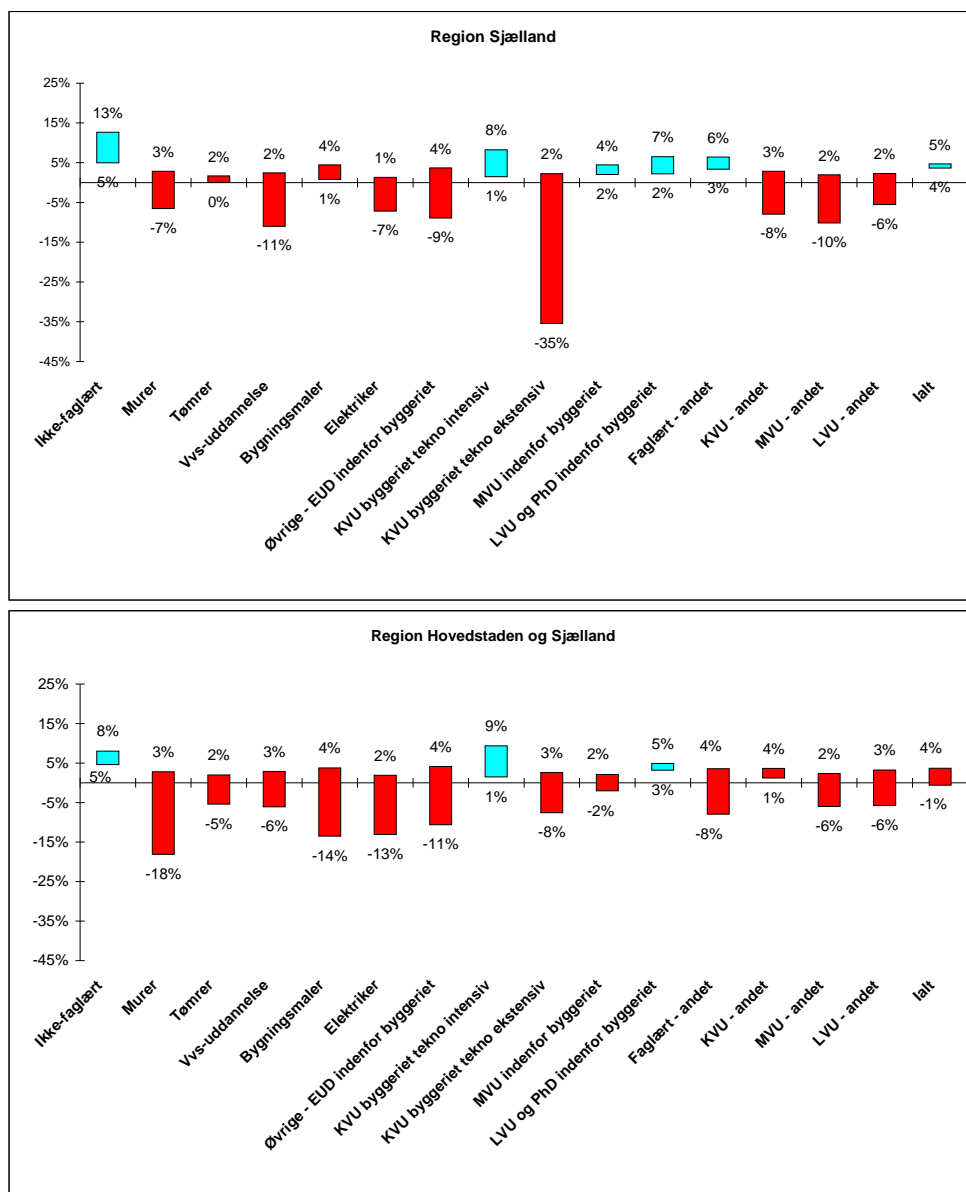 Region Sjælland
25%
15%
5%
-5%
-15%
-25%
-35%
-45%
13% 3% 2% 2% 4% 1% 4% 8% 2% 4% 7% 6% 3% 2% 2% 5%
5% -7% 0% -11% 1% -7% -9% 1% -35% 2% 2% 3% -8% -10% -6% 4%
Ikke-faglært
Murer
Tømrer
Vvs-uddannelse
Bygningsmaler
Elektriker
Øvrige - EUD indenfor byggeriet
KVU byggeriet tekno intensiv
KVU byggeriet tekno ekstensiv
MVU indenfor byggeriet
LVU og PhD indenfor byggeriet
Faglært - andet
KVU - andet
MVU - andet
LVU - andet
Ialt
Region Hovedstaden og Sjælland
25%
15%
5%
-5%
-15%
-25%
-35%
-45%
8% 3% 2% 3% 4% 2% 4% 9% 3% 2% 5% 4% 4% 2% 3% 4%
5% -18% -5% -6% -14% -13% -11% 1% -8% -2% 3% -8% 1% -6% -6% -1%
Ikke-faglært
Murer
Tømrer
Vvs-uddannelse
Bygningsmaler
Elektriker
Øvrige - EUD indenfor byggeriet
KVU byggeriet tekno intensiv
KVU byggeriet tekno ekstensiv
MVU indenfor byggeriet
LVU og PhD indenfor byggeriet
Faglært - andet
KVU - andet
MVU - andet
LVU - andet
Ialt